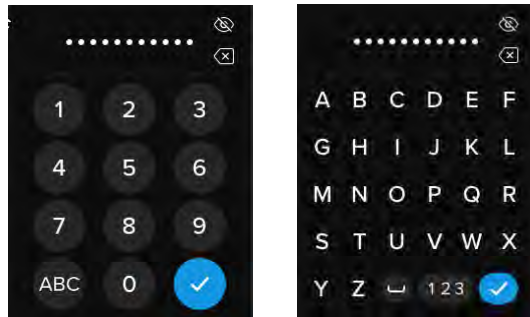 1 2 3
4 5 6
7 8 9
ABC 0
A B C D E F
G H I J K L
M N O P Q R
S T U V W X
Y Z 123